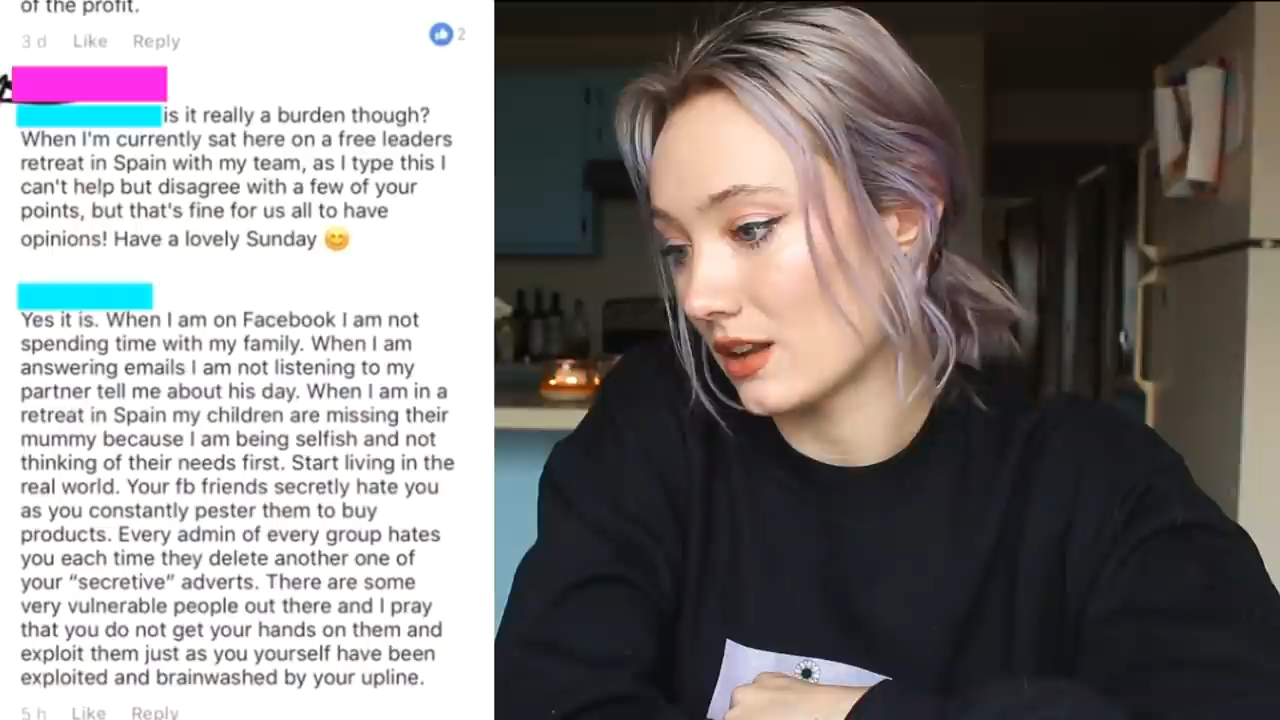 of the profit.
3 d Like Reply 2
is it really a burden though?
When I'm currently sat here on a free leaders
retreat in Spain with my team, as I type this I
can't help but disagree with a few of your
points, but that's fine for us all to have
opinions! Have a lovely Sunday 😊
Yes it is. When I am on Facebook I am not
spending time with my family. When I am
answering emails I am not listening to my
partner tell me about his day. When I am in a
retreat in Spain my children are missing their
mummy because I am being selfish and not
thinking of their needs first. Start living in the
real world. Your fb friends secretly hate you
as you constantly pester them to buy
products. Every admin of every group hates
you each time they delete another one of
your “secretive” adverts. There are some
very vulnerable people out there and I pray
that you do not get your hands on them and
exploit them just as you yourself have been
exploited and brainwashed by your upline.
5 h Like Reply